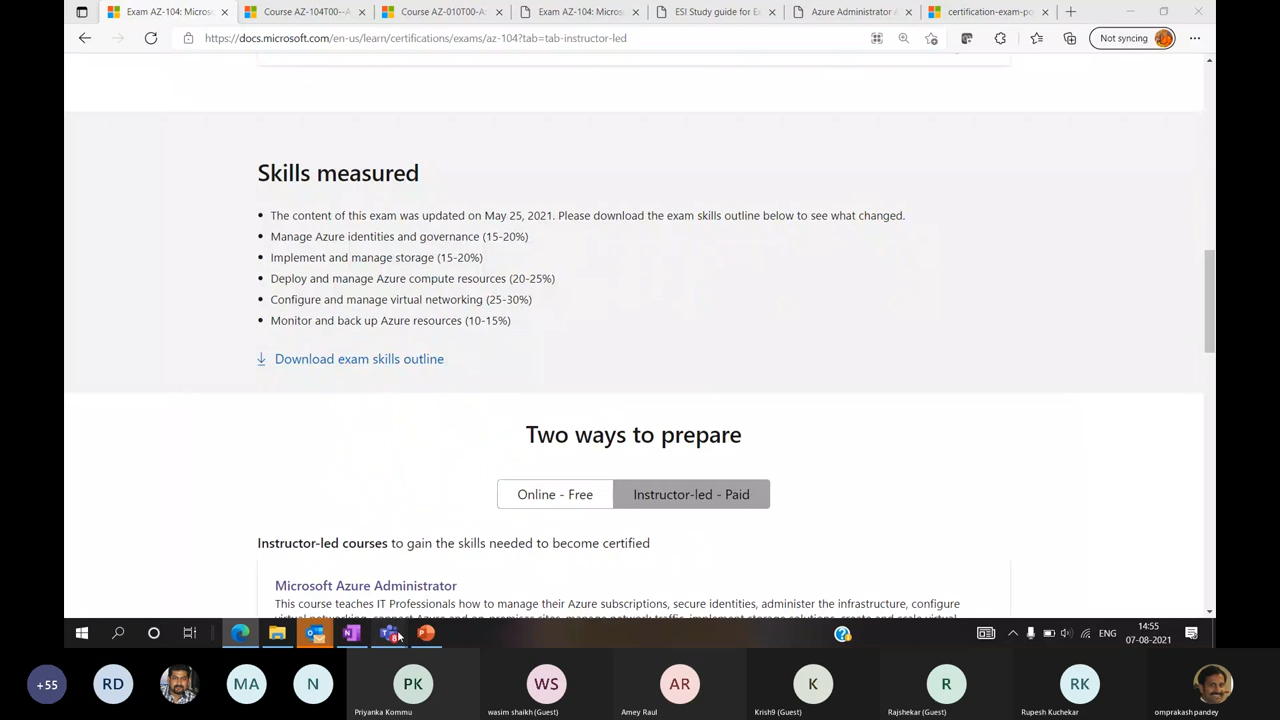 Exam AZ-104: Microso
Course AZ-104T00--A
Course AZ-010T00-A
Exam AZ-104: Micros
ESI Study guide for E
Azure Administrator A
certification-exam-po
https://docs.microsoft.com/en-us/learn/certifications/exams/az-104?tab=tab-instructor-led
Not syncing
Skills measured
The content of this exam was updated on May 25, 2021. Please download the exam skills outline below to see what changed.
Manage Azure identities and governance (15-20%)
Implement and manage storage (15-20%)
Deploy and manage Azure compute resources (20-25%)
Configure and manage virtual networking (25-30%)
Monitor and back up Azure resources (10-15%)
Download exam skills outline
Two ways to prepare
Online - Free
Instructor-led - Paid
Instructor-led courses to gain the skills needed to become certified
Microsoft Azure Administrator
This course teaches IT Professionals how to manage their Azure subscriptions, secure identities, administer the infrastructure, configure
ENG
14:55
07-08-2021
+55
RD
MA
N
PK
WS
AR
K
R
RK
Priyanka Kommu
wasim shaikh (Guest)
Amey Raul
Krish9 (Guest)
Rajshekar (Guest)
Rupesh Kuchekar
omprakash pandey